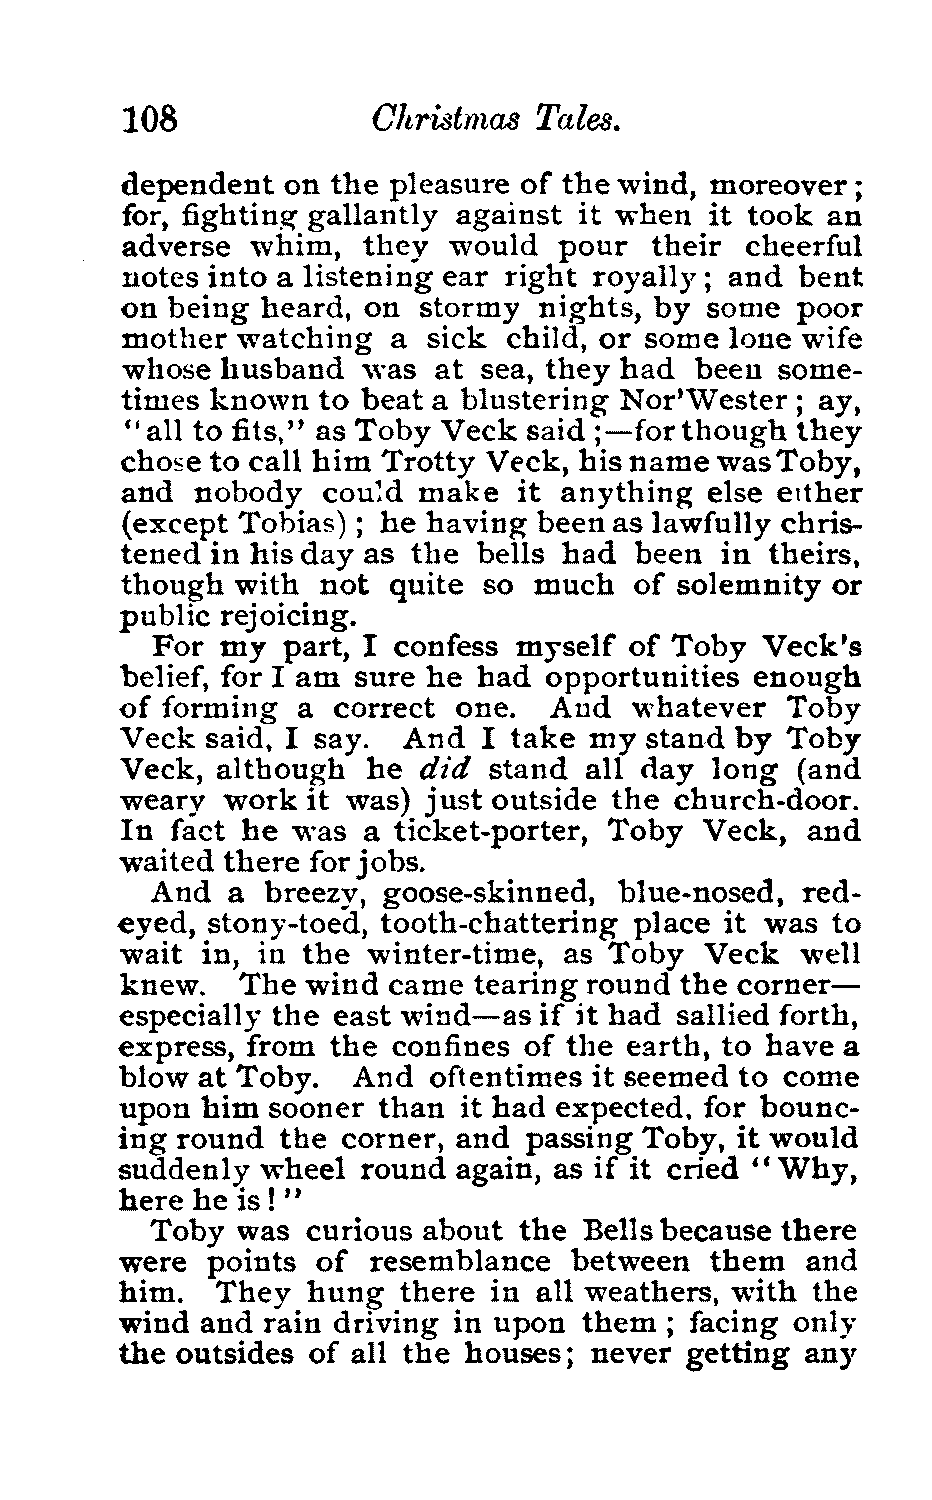 108 Christmas Tales.
dependent on the pleasure of the wind, moreover;
for, fighting gallantly against it when it took an
adverse whim, they would pour their cheerful
notes into a listening ear right royally; and bent
on being heard, on stormy nights, by some poor
mother watching a sick child, or some lone wife
whose husband was at sea, they had been some-
times known to beat a blustering Nor'Wester; ay,
"all to fits," as Toby Veck said;—for though they
chose to call him Trotty Veck, his name was Toby,
and nobody could make it anything else either
(except Tobias); he having been as lawfully chris-
tened in his day as the bells had been in theirs,
though with not quite so much of solemnity or
public rejoicing.
For my part, I confess myself of Toby Veck's
belief, for I am sure he had opportunities enough
of forming a correct one. And whatever Toby
Veck said, I say. And I take my stand by Toby
Veck, although he did stand all day long (and
weary work it was) just outside the church-door.
In fact he was a ticket-porter, Toby Veck, and
waited there for jobs.
And a breezy, goose-skinned, blue-nosed, red-
eyed, stony-toed, tooth-chattering place it was to
wait in, in the winter-time, as Toby Veck well
knew. The wind came tearing round the corner—
especially the east wind—as if it had sallied forth,
express, from the confines of the earth, to have a
blow at Toby. And oftentimes it seemed to come
upon him sooner than it had expected, for bounc-
ing round the corner, and passing Toby, it would
suddenly wheel round again, as if it cried "Why,
here he is!"
Toby was curious about the Bells because there
were points of resemblance between them and
him. They hung there in all weathers, with the
wind and rain driving in upon them; facing only
the outsides of all the houses; never getting any